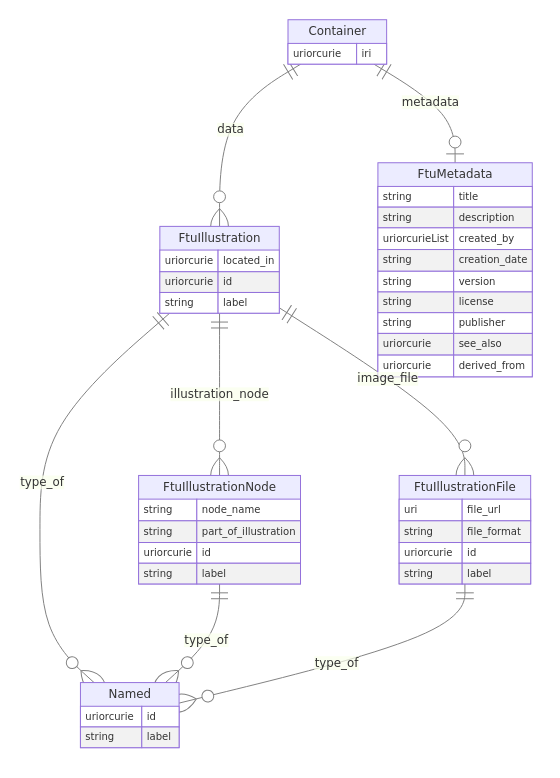 Container
uriorcurie iri
metadata
data
FtuMetadata
string title
string description
uriorcurieList created_by
string creation_date
string version
string license
string publisher
uriorcurie see_also
uriorcurie derived_from
FtuIllustration
uriorcurie located_in
uriorcurie id
string label
image_file
illustration_node
type_of
FtuIllustrationNode
string node_name
string part_of_illustration
uriorcurie id
string label
FtuIllustrationFile
uri file_url
string file_format
uriorcurie id
string label
type_of
type_of
Named
uriorcurie id
string label